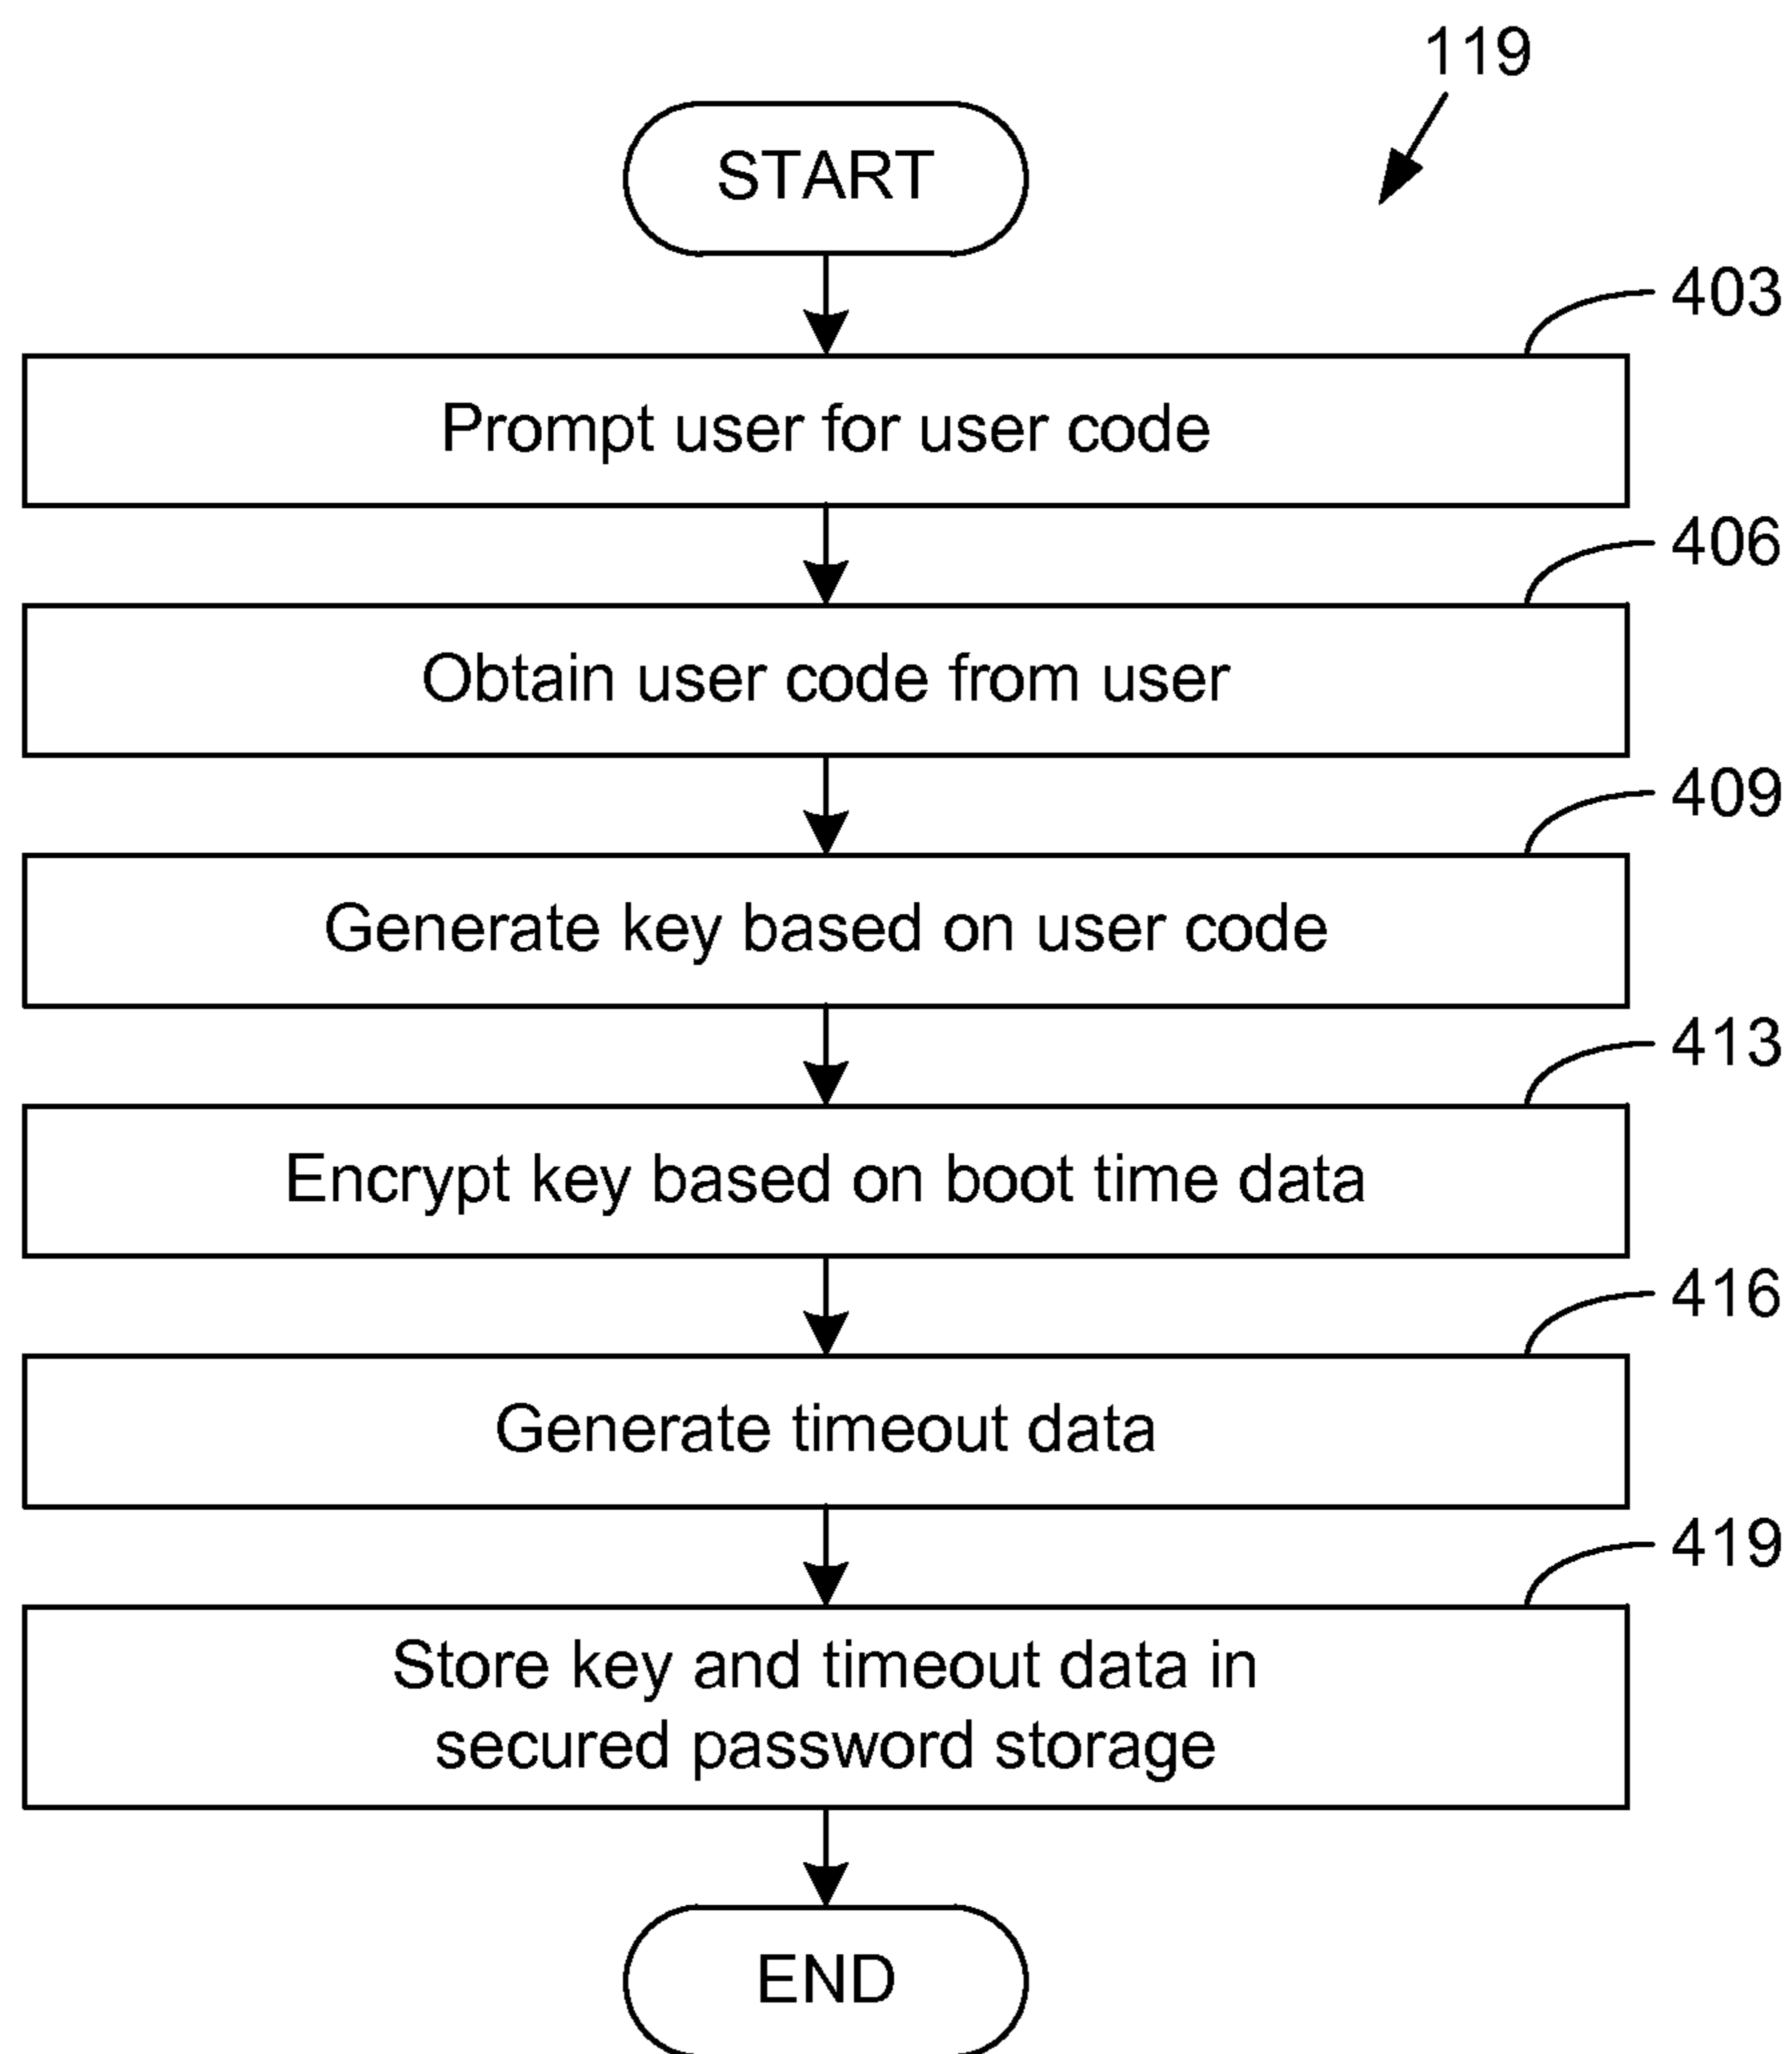 119
START
403
Prompt user for user code
406
Obtain user code from user
409
Generate key based on user code
413
Encrypt key based on boot time data
416
Generate timeout data
419
Store key and timeout data in
secured password storage
END